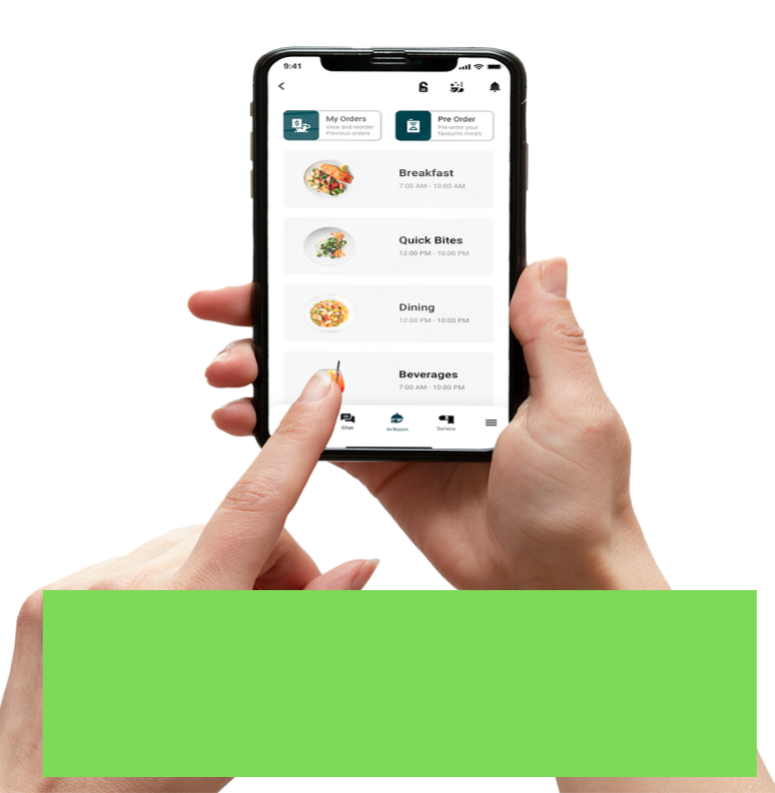 9:41
My Orders
View and reorder
Previous orders
Pre Order
Pre-order your
favourite meals
Breakfast
7:00 AM - 10:00 AM
Quick Bites
12:00 PM - 10:00 PM
Dining
12:00 PM - 10:00 PM
Beverages
7:00 AM - 10:00 PM
Chat
In-Room
Service